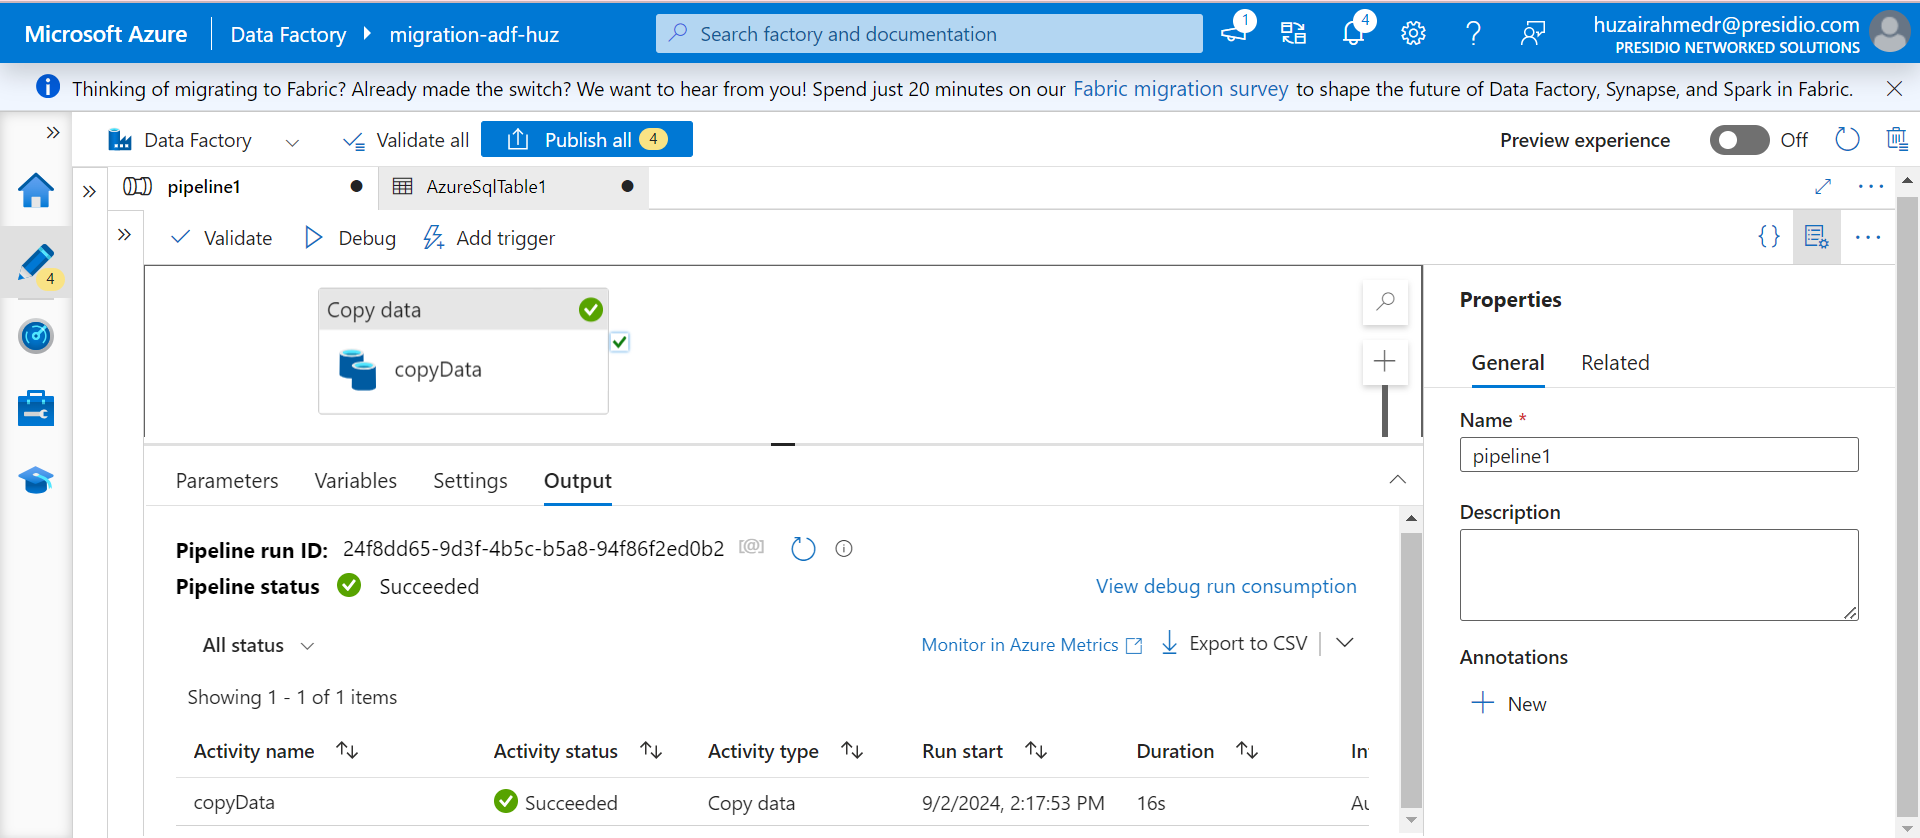 Microsoft Azure Data Factory migration-adf-huz Search factory and documentation 1 4 huzairahmedr@presidio.com
PRESIDIO NETWORKED SOLUTIONS
Thinking of migrating to Fabric? Already made the switch? We want to hear from you! Spend just 20 minutes on our Fabric migration survey to shape the future of Data Factory, Synapse, and Spark in Fabric.
Data Factory Validate all Publish all 4 Preview experience Off
pipeline1 AzureSqlTable1
Validate Debug Add trigger
4
Copy data
copyData
Properties
General Related
Name *
pipeline1
Description
Annotations
New
Parameters Variables Settings Output
Pipeline run ID: 24f8dd65-9d3f-4b5c-b5a8-94f86f2ed0b2
Pipeline status Succeeded View debug run consumption
All status Monitor in Azure Metrics Export to CSV
Showing 1 - 1 of 1 items
Activity name Activity status Activity type Run start Duration
copyData Succeeded Copy data 9/2/2024, 2:17:53 PM 16s